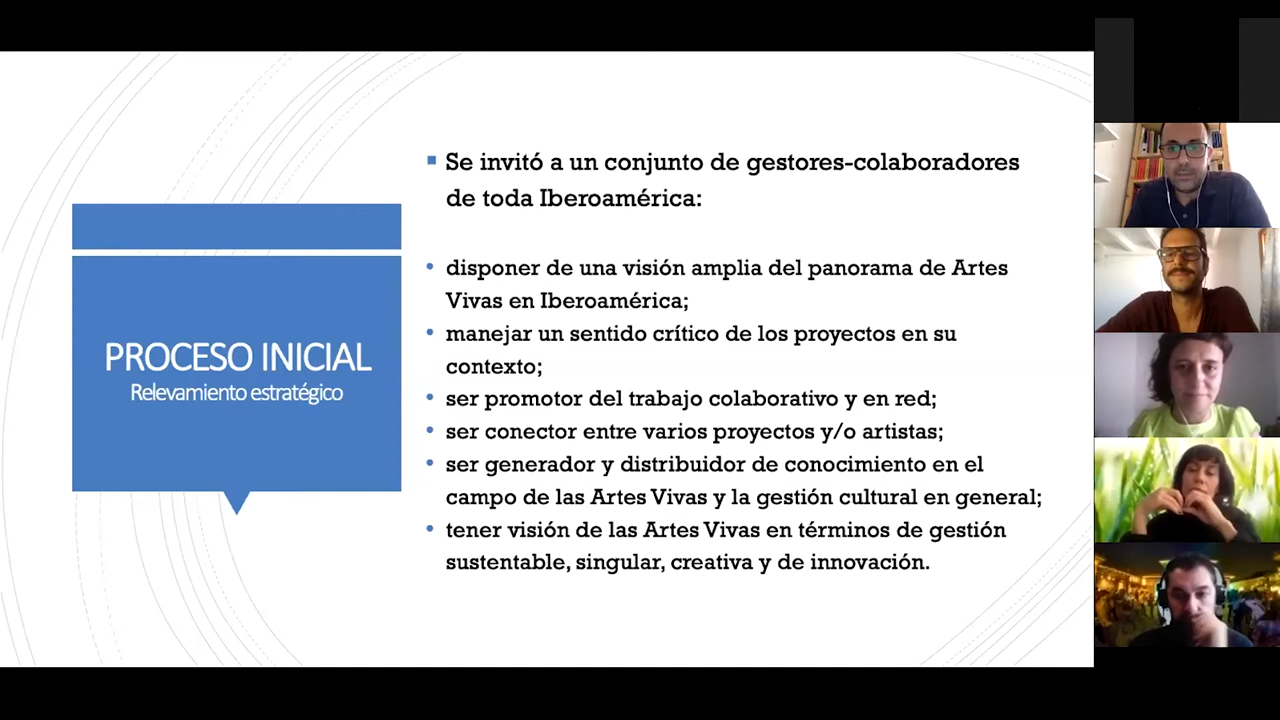 PROCESO INICIAL
Relevamiento estratégico
Se invitó a un conjunto de gestores-colaboradores
de toda Iberoamérica:
disponer de una visión amplia del panorama de Artes
Vivas en Iberoamérica;
manejar un sentido crítico de los proyectos en su
contexto;
ser promotor del trabajo colaborativo y en red;
ser conector entre varios proyectos y/o artistas;
ser generador y distribuidor de conocimiento en el
campo de las Artes Vivas y la gestión cultural en general;
tener visión de las Artes Vivas en términos de gestión
sustentable, singular, creativa y de innovación.